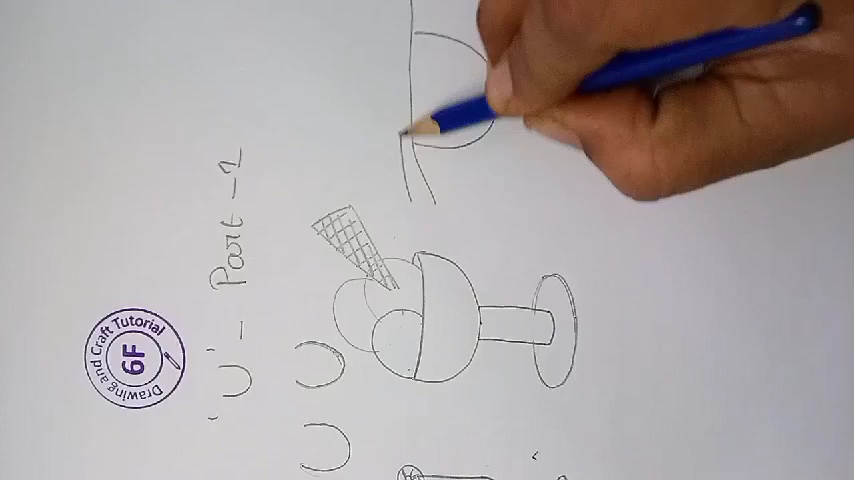 'U' - Part - 2
Drawing and Craft Tutorial
6F
U U